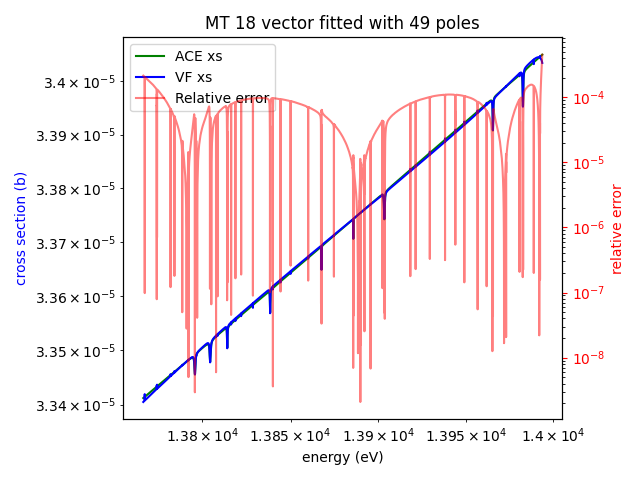 MT 18 vector fitted with 49 poles
ACE xs
VF xs
Relative error
3.4 × 10⁻⁵
3.39 × 10⁻⁵
3.38 × 10⁻⁵
3.37 × 10⁻⁵
3.36 × 10⁻⁵
3.35 × 10⁻⁵
3.34 × 10⁻⁵
cross section (b)
10⁻⁴
10⁻⁵
10⁻⁶
10⁻⁷
10⁻⁸
relative error
1.38 × 10⁴ 1.385 × 10⁴ 1.39 × 10⁴ 1.395 × 10⁴ 1.4 × 10⁴
energy (eV)